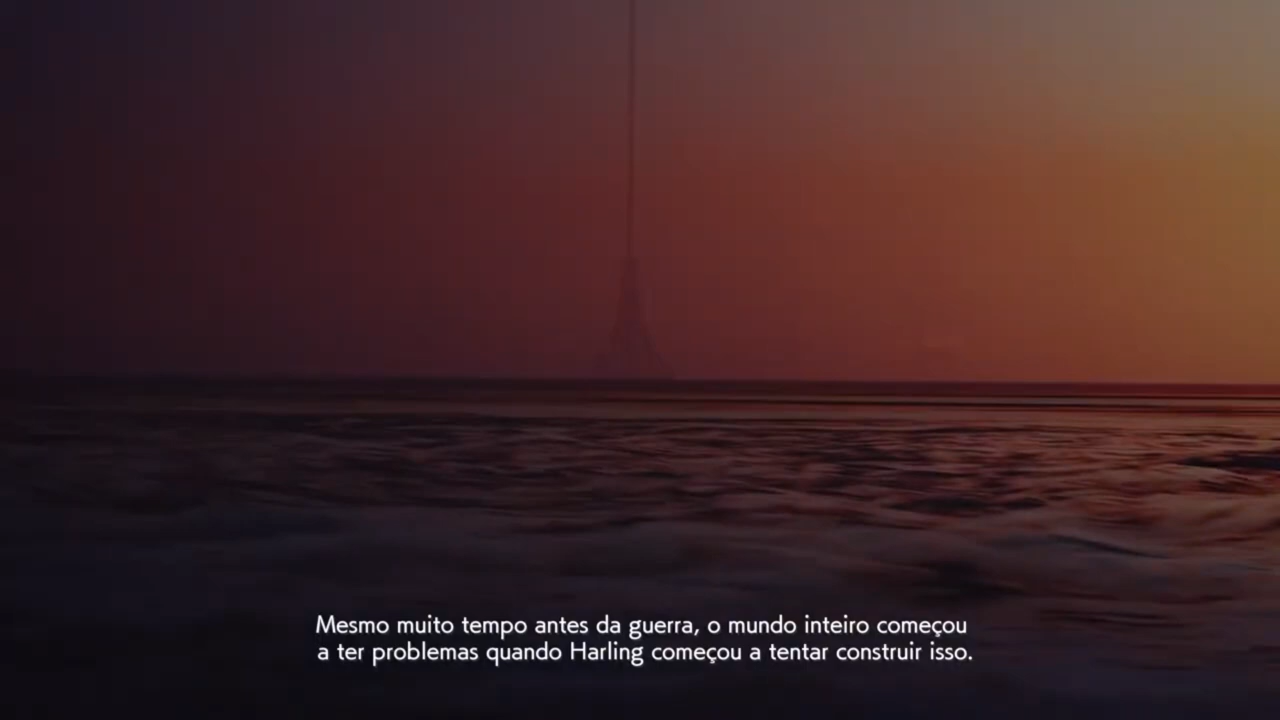 Mesmo muito tempo antes da guerra, o mundo inteiro começou
a ter problemas quando Harling começou a tentar construir isso.